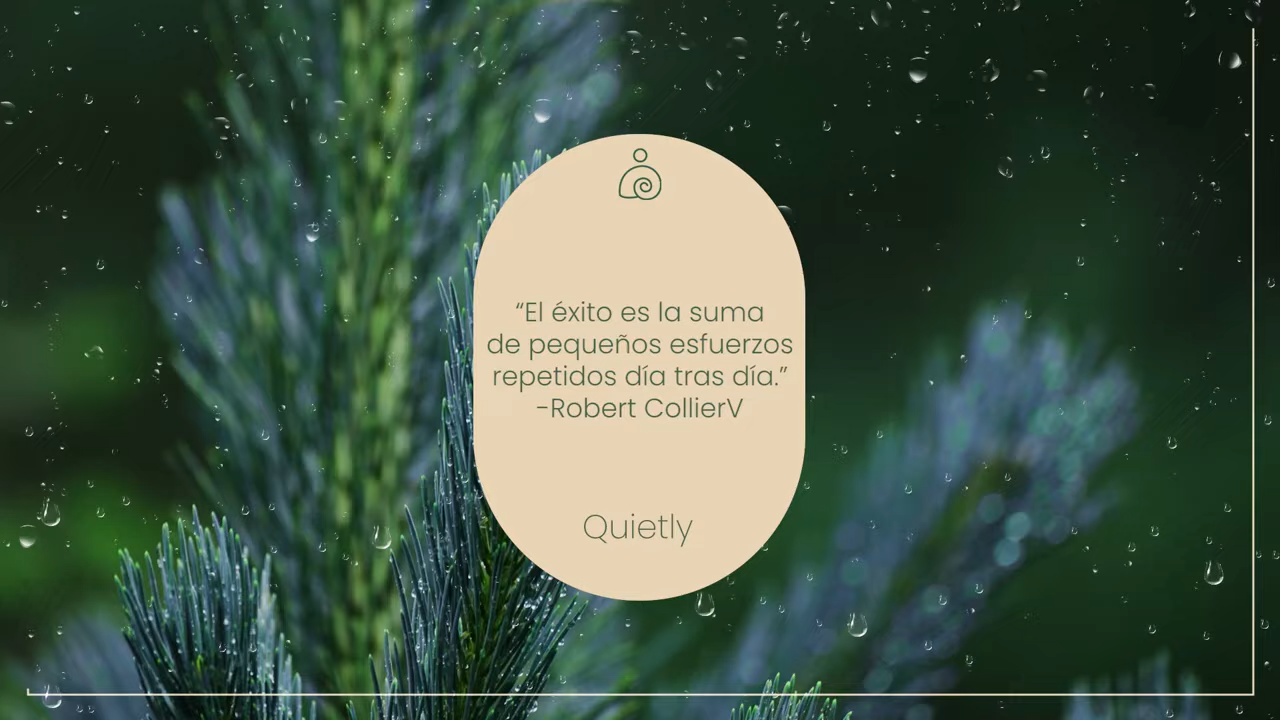 “El éxito es la suma
de pequeños esfuerzos
repetidos día tras día.”
-Robert CollierV
Quietly